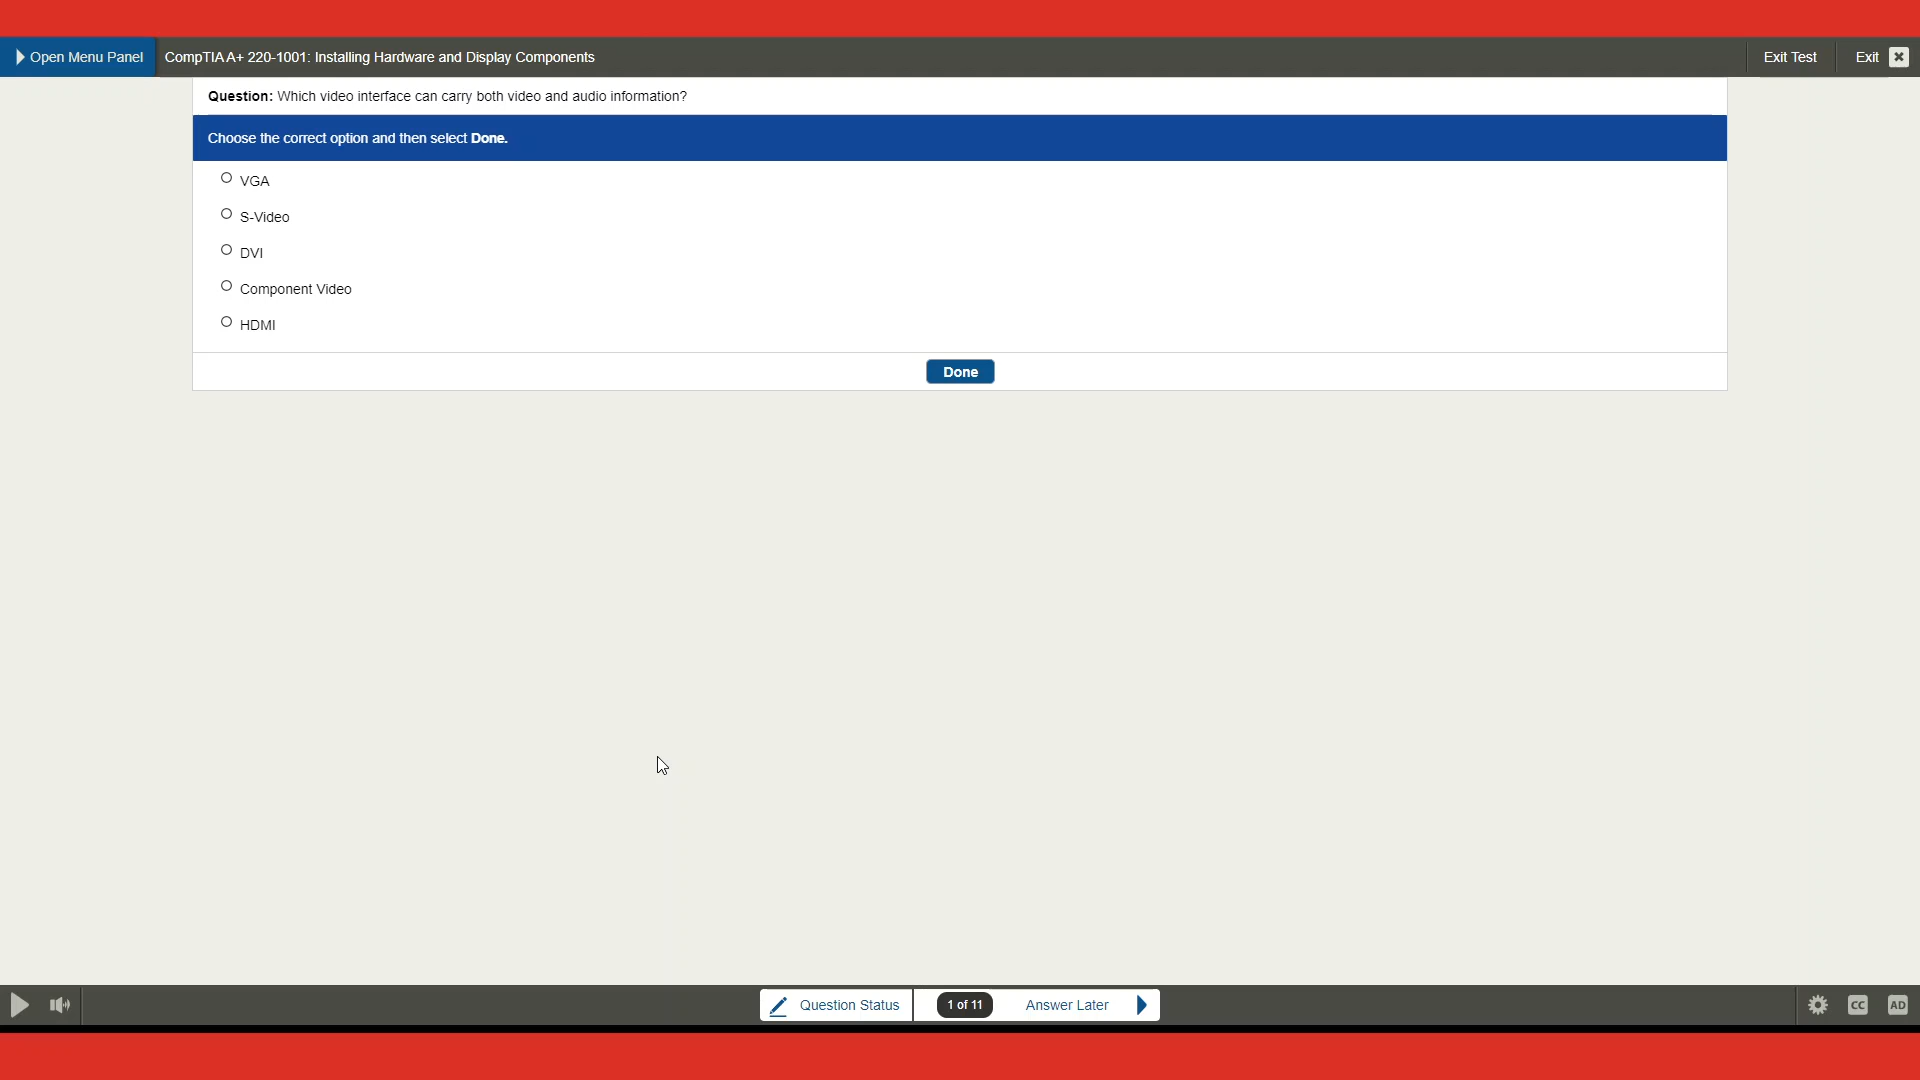 Open Menu Panel CompTIA A+ 220-1001: Installing Hardware and Display Components Exit Test Exit
Question: Which video interface can carry both video and audio information?
Choose the correct option and then select Done.
VGA
S-Video
DVI
Component Video
HDMI
Done
Question Status 1 of 11 Answer Later CC AD